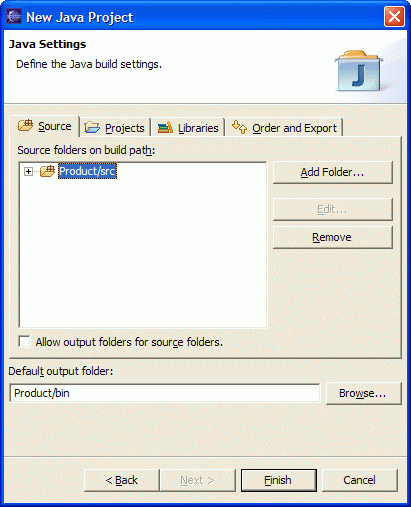 New Java Project
Java Settings
Define the Java build settings.
J
Source Projects Libraries Order and Export
Source folders on build path:
Product/src
Add Folder...
Edit...
Remove
Allow output folders for source folders.
Default output folder:
Product/bin
Browse...
< Back Next > Finish Cancel